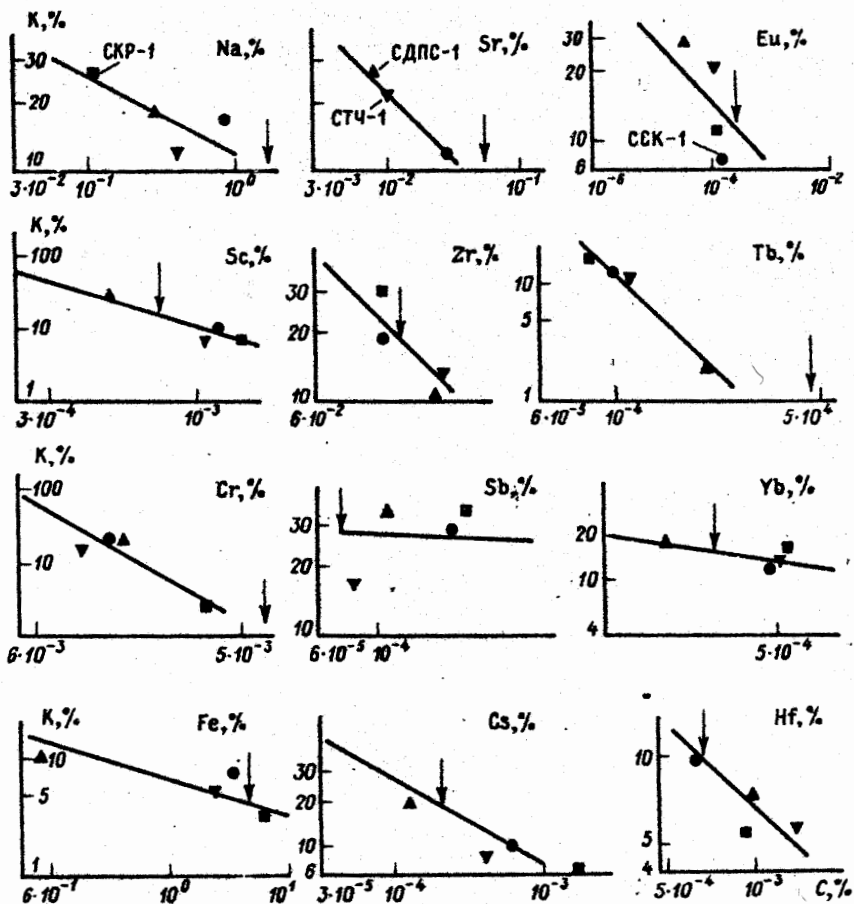 K,%
30
20
10
СКР-1
Na,%
3·10⁻² 10⁻¹ 10⁰
СДПС-1
Sr,%
СТЧ-1
3·10⁻³ 10⁻² 10⁻¹
30
20
10
6
Eu,%
ССК-1
10⁻⁶ 10⁻⁴ 10⁻²
K,%
100
10
1
Sc,%
3·10⁻⁴ 10⁻³
30
20
10
Zr,%
6·10⁻²
10
5
1
Tb,%
6·10⁻⁵ 10⁻⁴ 5·10⁴
K,%
100
10
Cr,%
6·10⁻³ 5·10⁻³
30
20
10
Sb,%
6·10⁻⁵ 10⁻⁴
20
10
4
Yb,%
5·10⁻⁴
K,%
10
5
1
Fe,%
6·10⁻¹ 10⁰ 10¹
30
20
10
6
Cs,%
3·10⁻⁵ 10⁻⁴ 10⁻³
10
5
4
Hf,%
5·10⁻⁴ 10⁻³ C,%